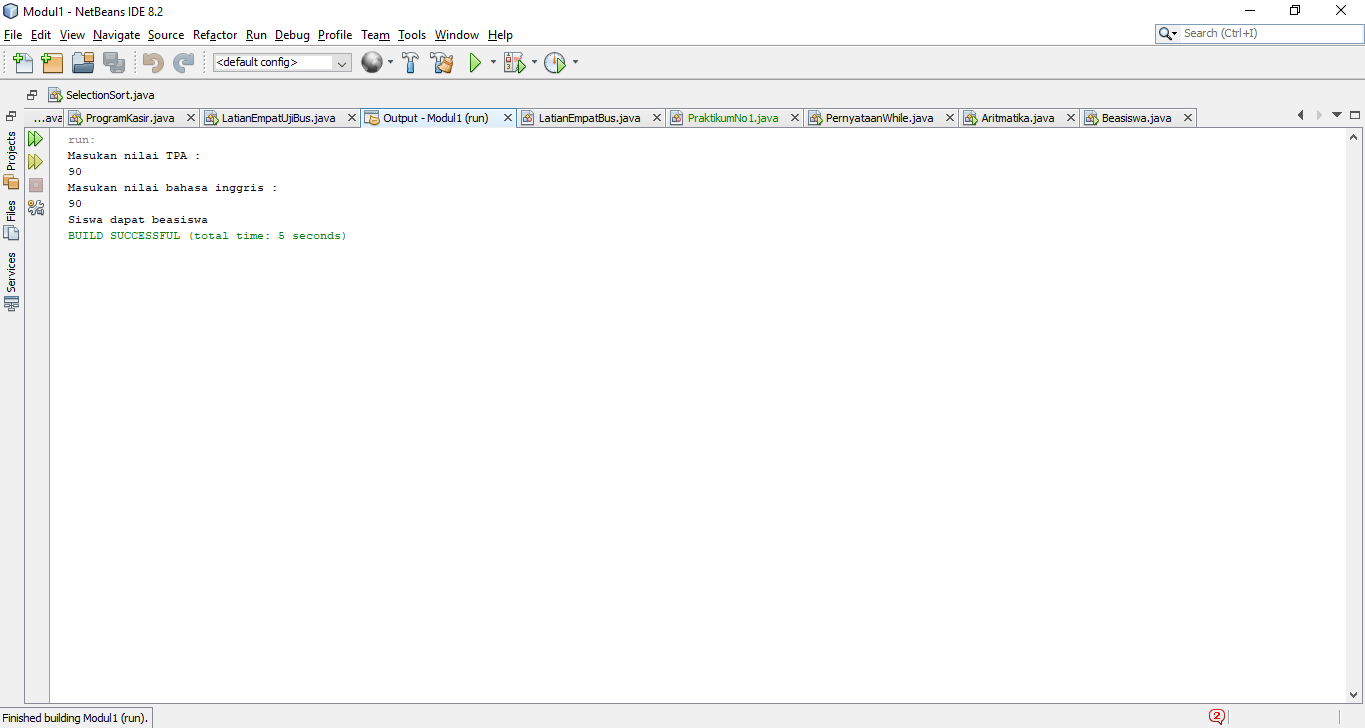 Modul1 - NetBeans IDE 8.2
File Edit View Navigate Source Refactor Run Debug Profile Team Tools Window Help
Search (Ctrl+I)
<default config>
SelectionSort.java
...ava ProgramKasir.java LatianEmpatUjiBus.java Output - Modul1 (run) LatianEmpatBus.java PraktikumNo1.java PernyataanWhile.java Aritmatika.java Beasiswa.java
Projects
Files
Services
run:
Masukan nilai TPA :
90
Masukan nilai bahasa inggris :
90
Siswa dapat beasiswa
BUILD SUCCESSFUL (total time: 5 seconds)
Finished building Modul1 (run).
2